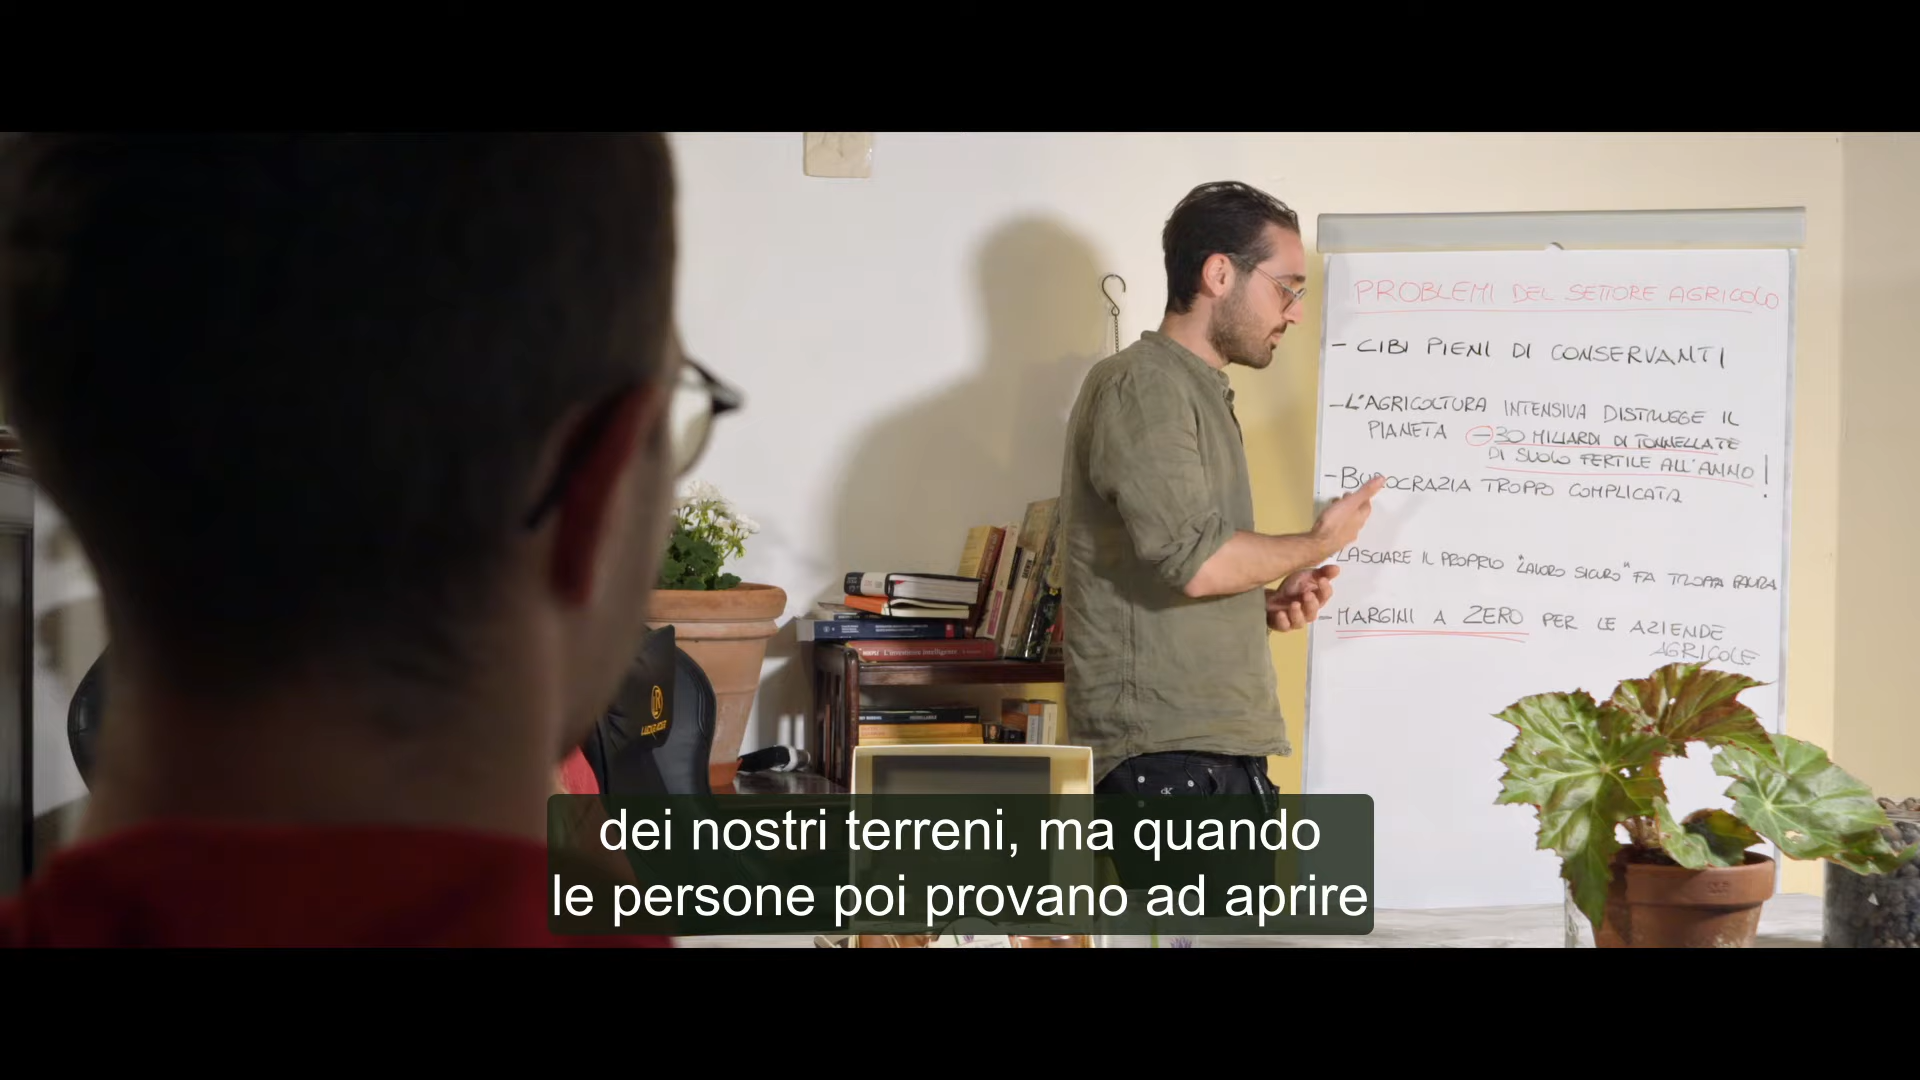 PROBLEMI DEL SETTORE AGRICOLO
- CIBI PIENI DI CONSERVANTI
- L'AGRICOLTURA INTENSIVA DISTRUGGE IL
PIANETA - 30 MILIARDI DI TONNELLATE
DI SUOLO FERTILE ALL'ANNO!
- BUROCRAZIA TROPPO COMPLICATA
- LASCIARE IL PROPRIO "LAVORO SICURO" FA TROPPA PAURA
- MARGINI A ZERO PER LE AZIENDE
AGRICOLE
L'inventore intelligente
dei nostri terreni, ma quando
le persone poi provano ad aprire